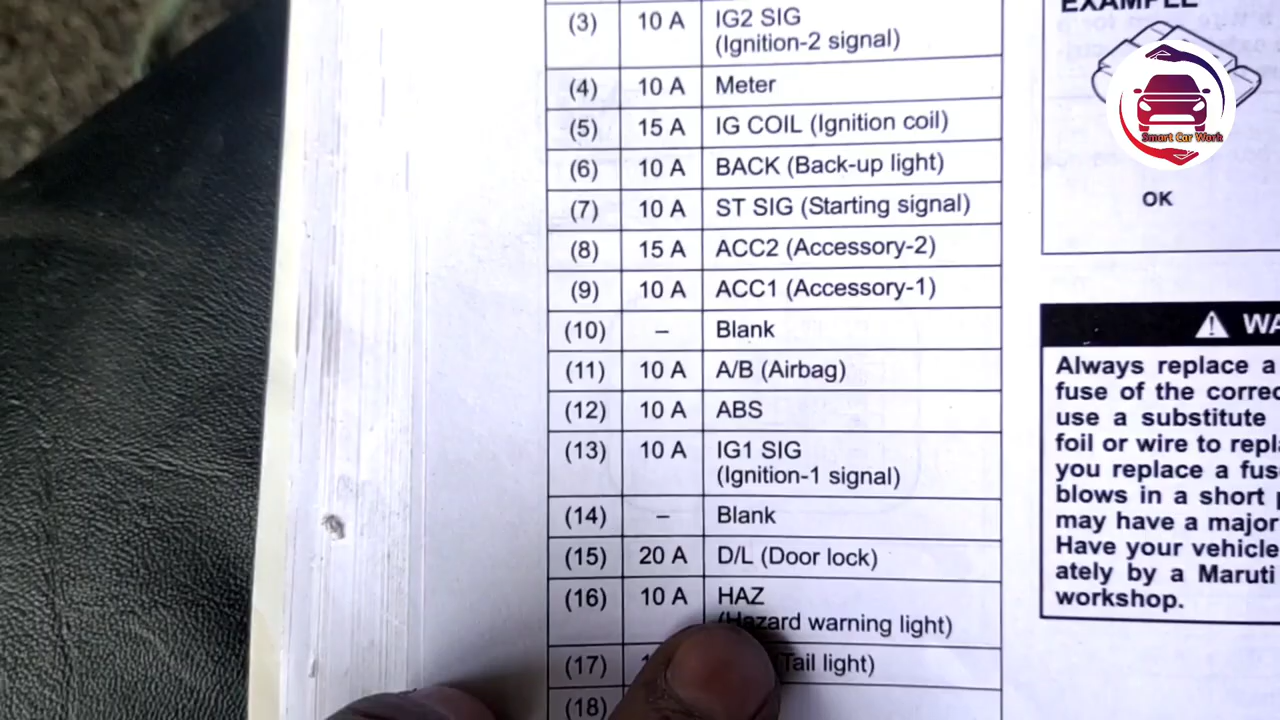 (3) 10 A IG2 SIG
(Ignition-2 signal)
(4) 10 A Meter
(5) 15 A IG COIL (Ignition coil)
(6) 10 A BACK (Back-up light)
(7) 10 A ST SIG (Starting signal)
(8) 15 A ACC2 (Accessory-2)
(9) 10 A ACC1 (Accessory-1)
(10) – Blank
(11) 10 A A/B (Airbag)
(12) 10 A ABS
(13) 10 A IG1 SIG
(Ignition-1 signal)
(14) – Blank
(15) 20 A D/L (Door lock)
(16) 10 A HAZ
(Hazard warning light)
(17) (Tail light)
(18)
EXAMPLE
Smart Car Work
OK
Always replace a
fuse of the
use a substitute
foil or wire to
you replace a
blows in a short
may have a major
Have your vehicle
by a Maruti
workshop.